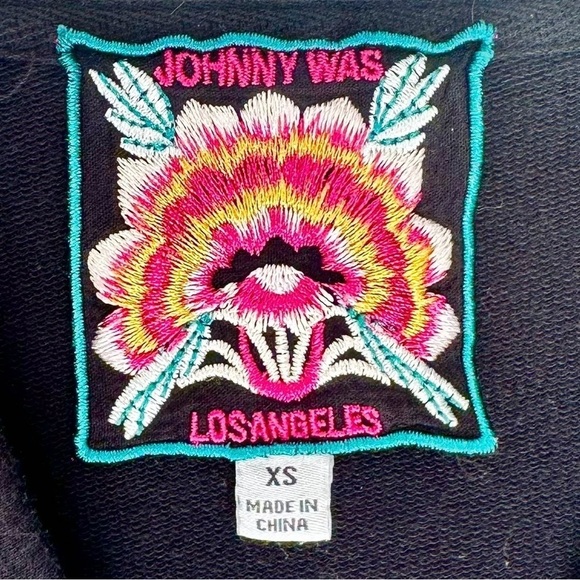 JOHNNY WAS
LOSANGELES
XS
MADE IN
CHINA